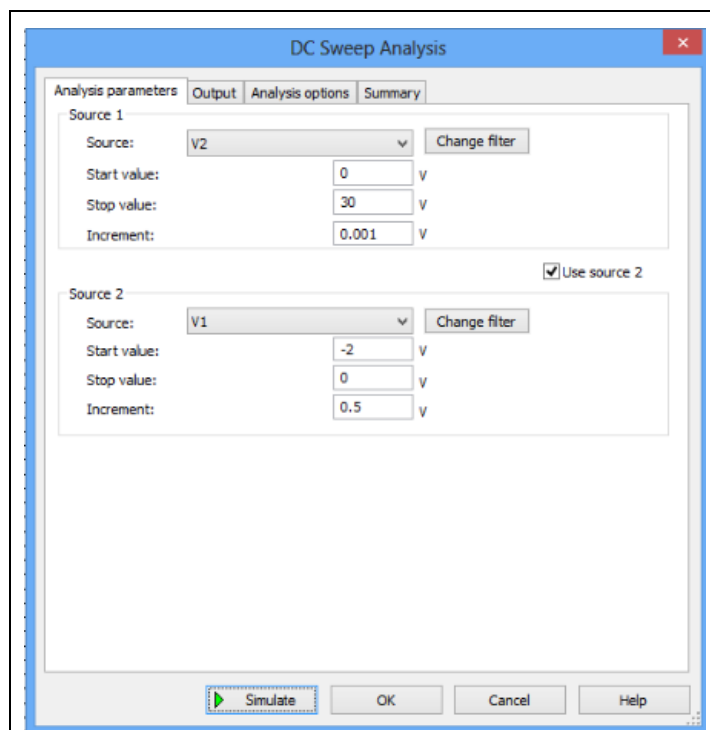 DC Sweep Analysis
Analysis parameters Output Analysis options Summary
Source 1
Source: V2 Change filter
Start value: 0 V
Stop value: 30 V
Increment: 0.001 V
Use source 2
Source 2
Source: V1 Change filter
Start value: -2 V
Stop value: 0 V
Increment: 0.5 V
Simulate OK Cancel Help